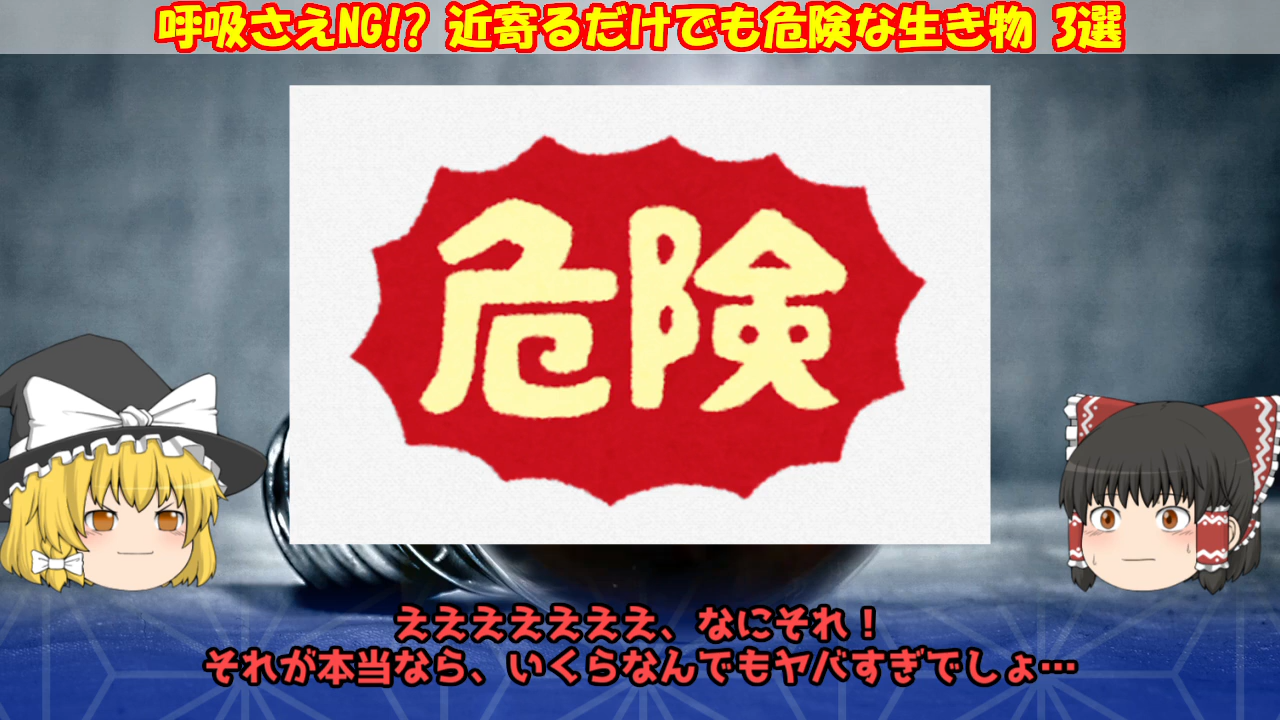 呼吸さえNG!? 近寄るだけでも危険な生き物 3選
危険
えええええええ、なにそれ！
それが本当なら、いくらなんでもヤバすぎでしょ…